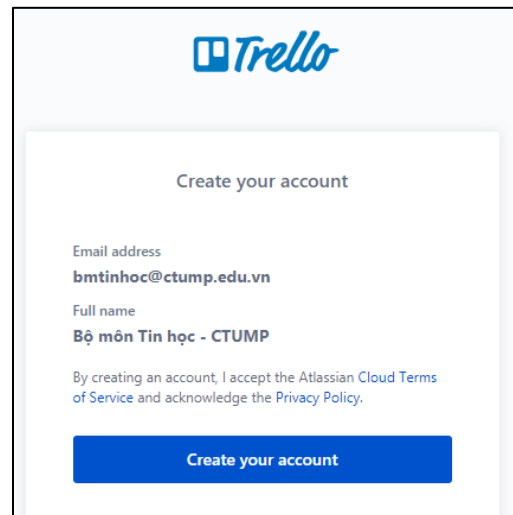 Trello
Create your account
Email address
bmtinhoc@ctump.edu.vn
Full name
Bộ môn Tin học - CTUMP
By creating an account, I accept the Atlassian Cloud Terms
of Service and acknowledge the Privacy Policy.
Create your account